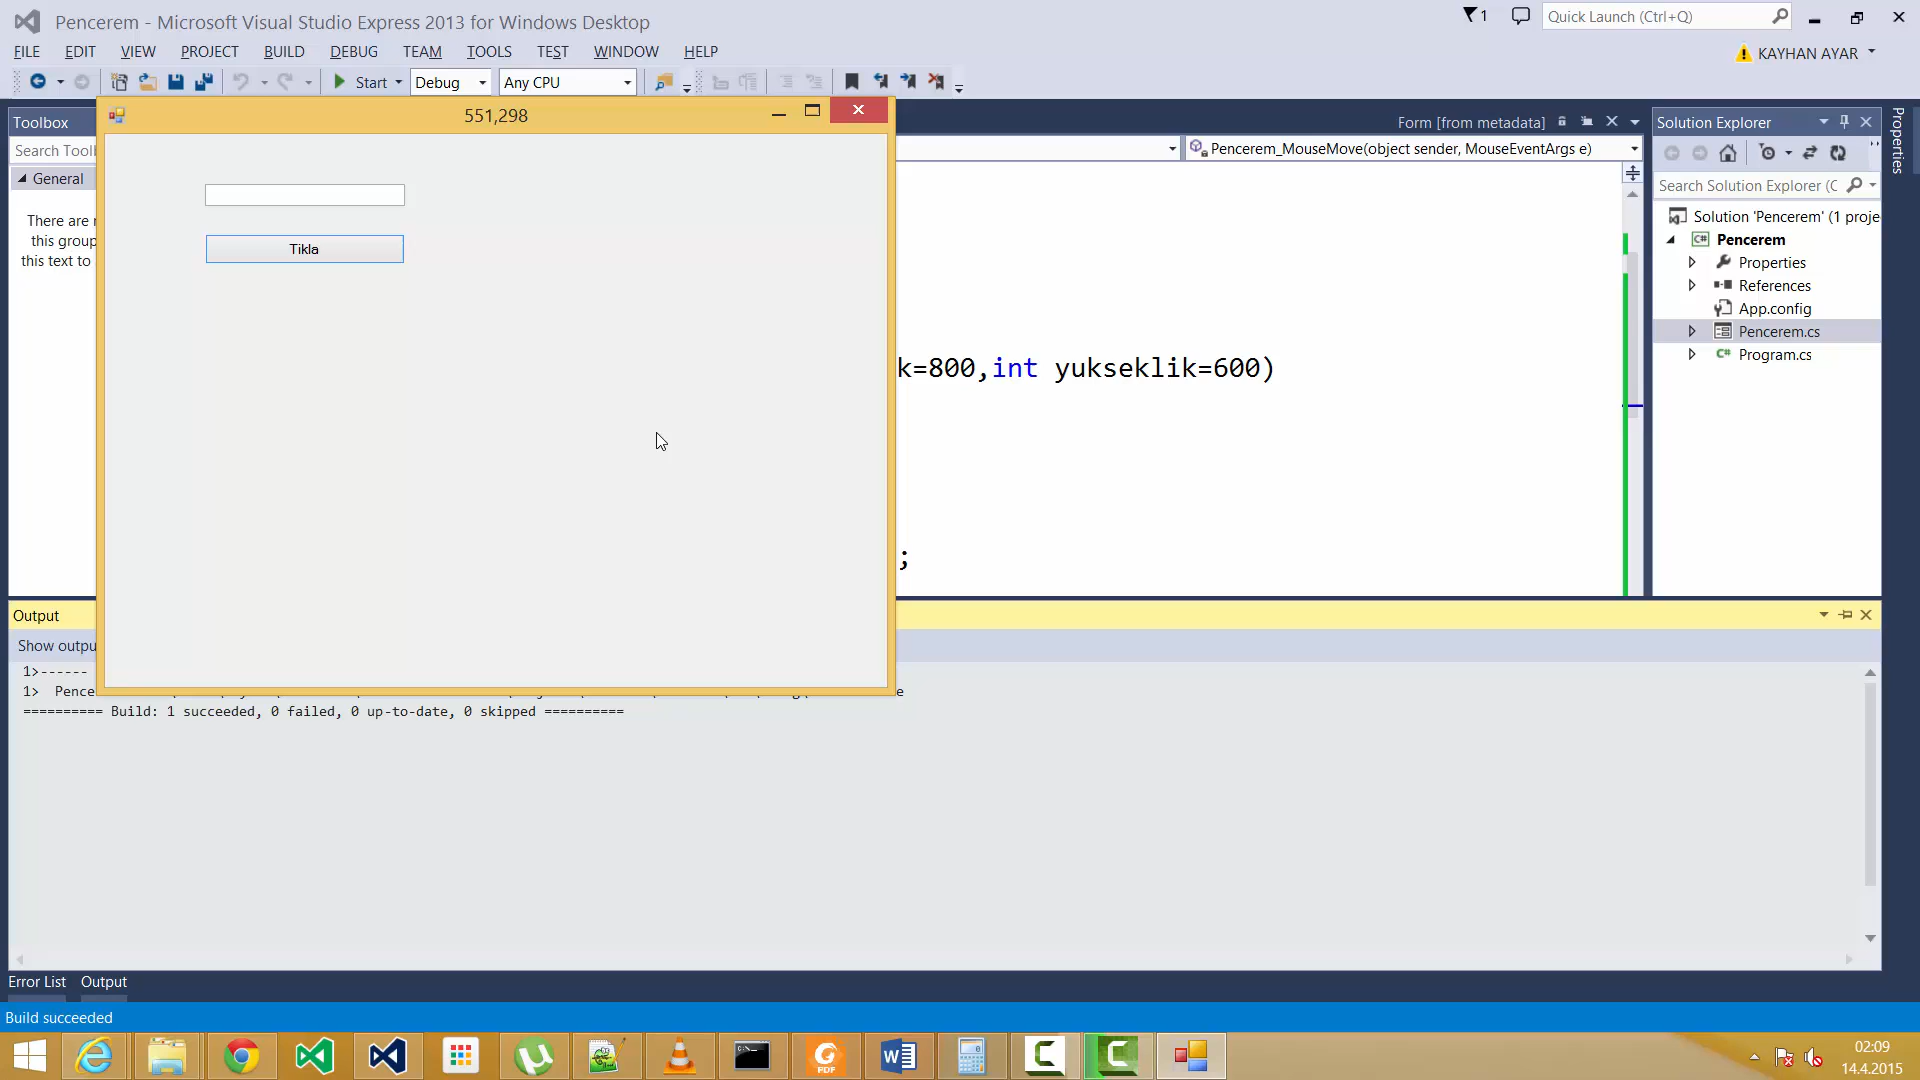 Pencerem - Microsoft Visual Studio Express 2013 for Windows Desktop
1
Quick Launch (Ctrl+Q)
FILE EDIT VIEW PROJECT BUILD DEBUG TEAM TOOLS TEST WINDOW HELP
KAYHAN AYAR
Start Debug Any CPU
551,298
Toolbox
Form [from metadata]
Solution Explorer
Properties
Search Tool
Pencerem_MouseMove(object sender, MouseEventArgs e)
General
Search Solution Explorer (C
There are
this group
this text to
Tikla
Solution 'Pencerem' (1 proje
Pencerem
Properties
References
App.config
Pencerem.cs
Program.cs
k=800,int yukseklik=600)
;
Output
Show outpu
1>------
1> Pence
e
========== Build: 1 succeeded, 0 failed, 0 up-to-date, 0 skipped ==========
Error List Output
Build succeeded
PDF
02:09
14.4.2015